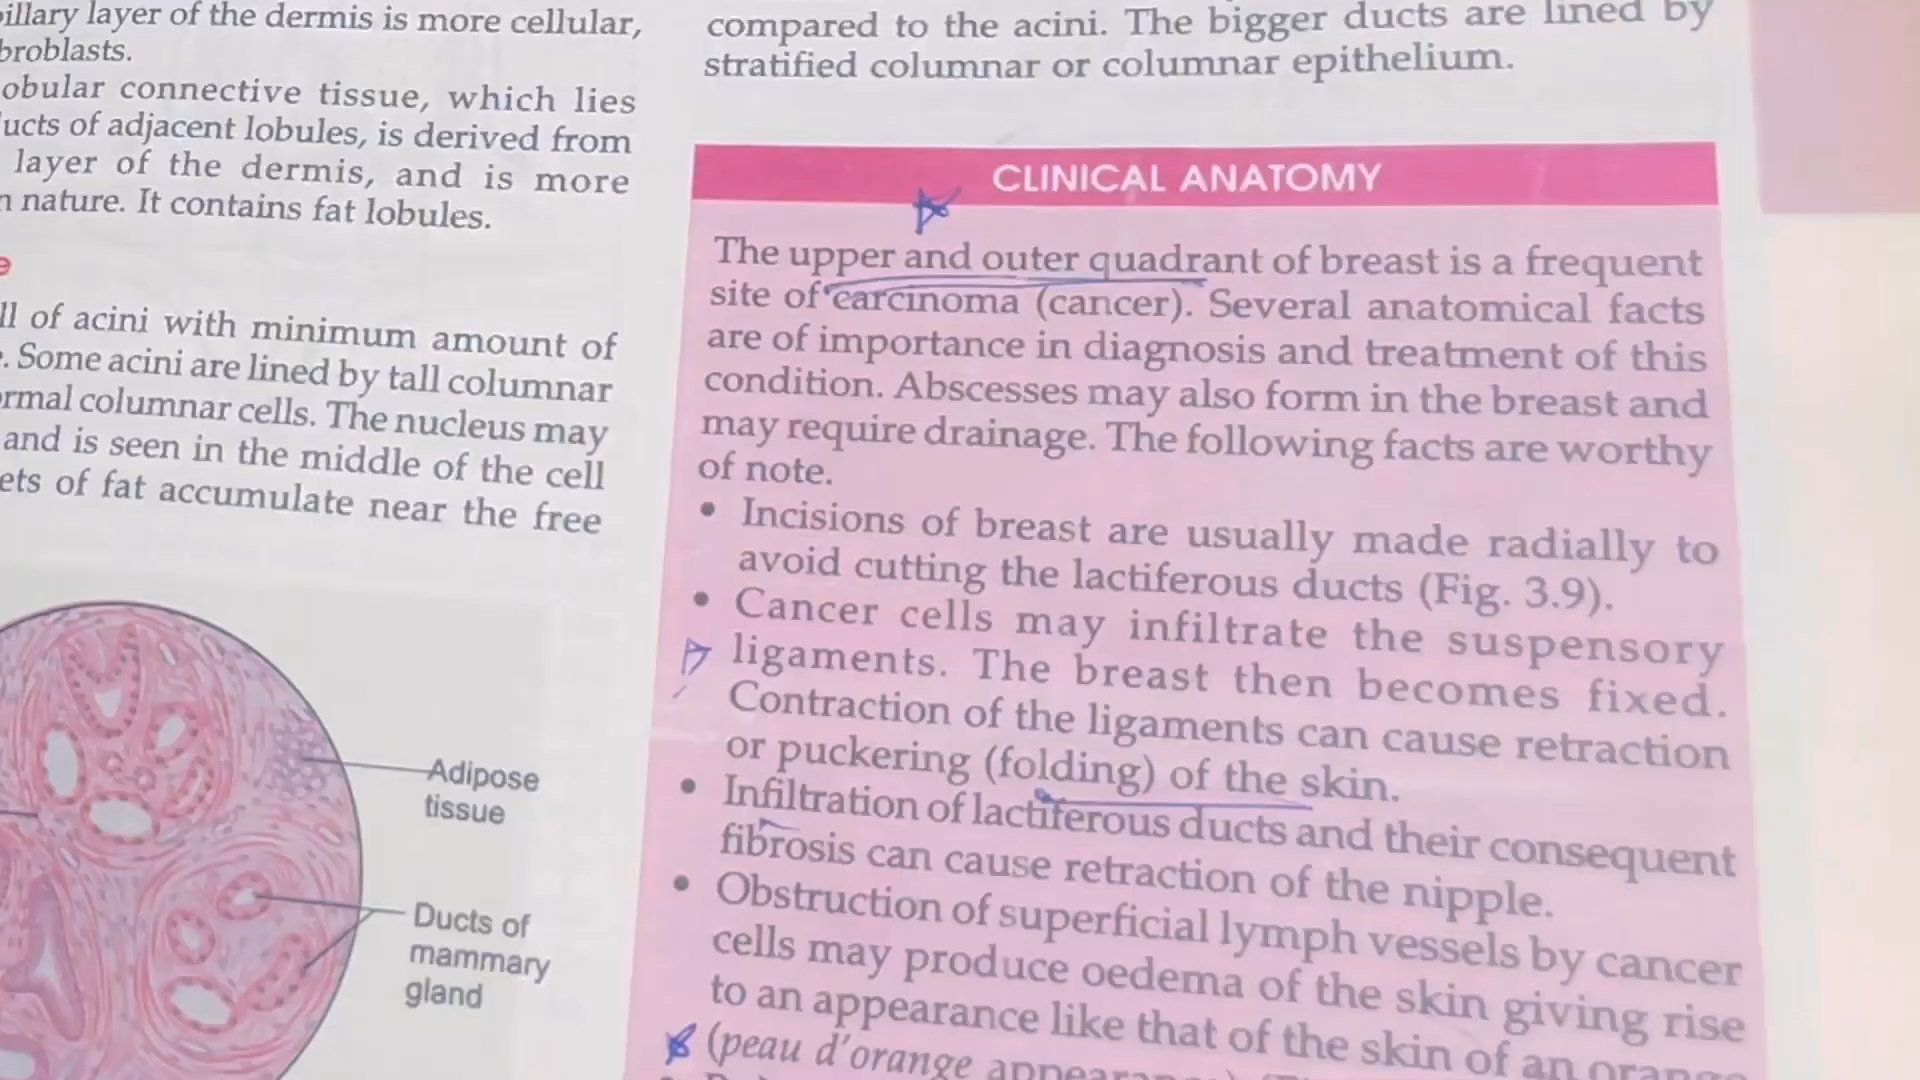 layer of the dermis is more cellular,
broblasts.
obular connective tissue, which lies
ucts of adjacent lobules, is derived from
layer of the dermis, and is more
nature. It contains fat lobules.
e
ll of acini with minimum amount of
. Some acini are lined by tall columnar
rmal columnar cells. The nucleus may
and is seen in the middle of the cell
ets of fat accumulate near the free
Adipose
tissue
Ducts of
mammary
gland
compared to the acini. The bigger ducts are lined by
stratified columnar or columnar epithelium.
CLINICAL ANATOMY
The upper and outer quadrant of breast is a frequent
site of carcinoma (cancer). Several anatomical facts
are of importance in diagnosis and treatment of this
condition. Abscesses may also form in the breast and
may require drainage. The following facts are worthy
of note.
• Incisions of breast are usually made radially to
avoid cutting the lactiferous ducts (Fig. 3.9).
• Cancer cells may infiltrate the suspensory
ligaments. The breast then becomes fixed.
Contraction of the ligaments can cause retraction
or puckering (folding) of the skin.
• Infiltration of lactiferous ducts and their consequent
fibrosis can cause retraction of the nipple.
• Obstruction of superficial lymph vessels by cancer
cells may produce oedema of the skin giving rise
to an appearance like that of the skin of an orange
(peau d'orange